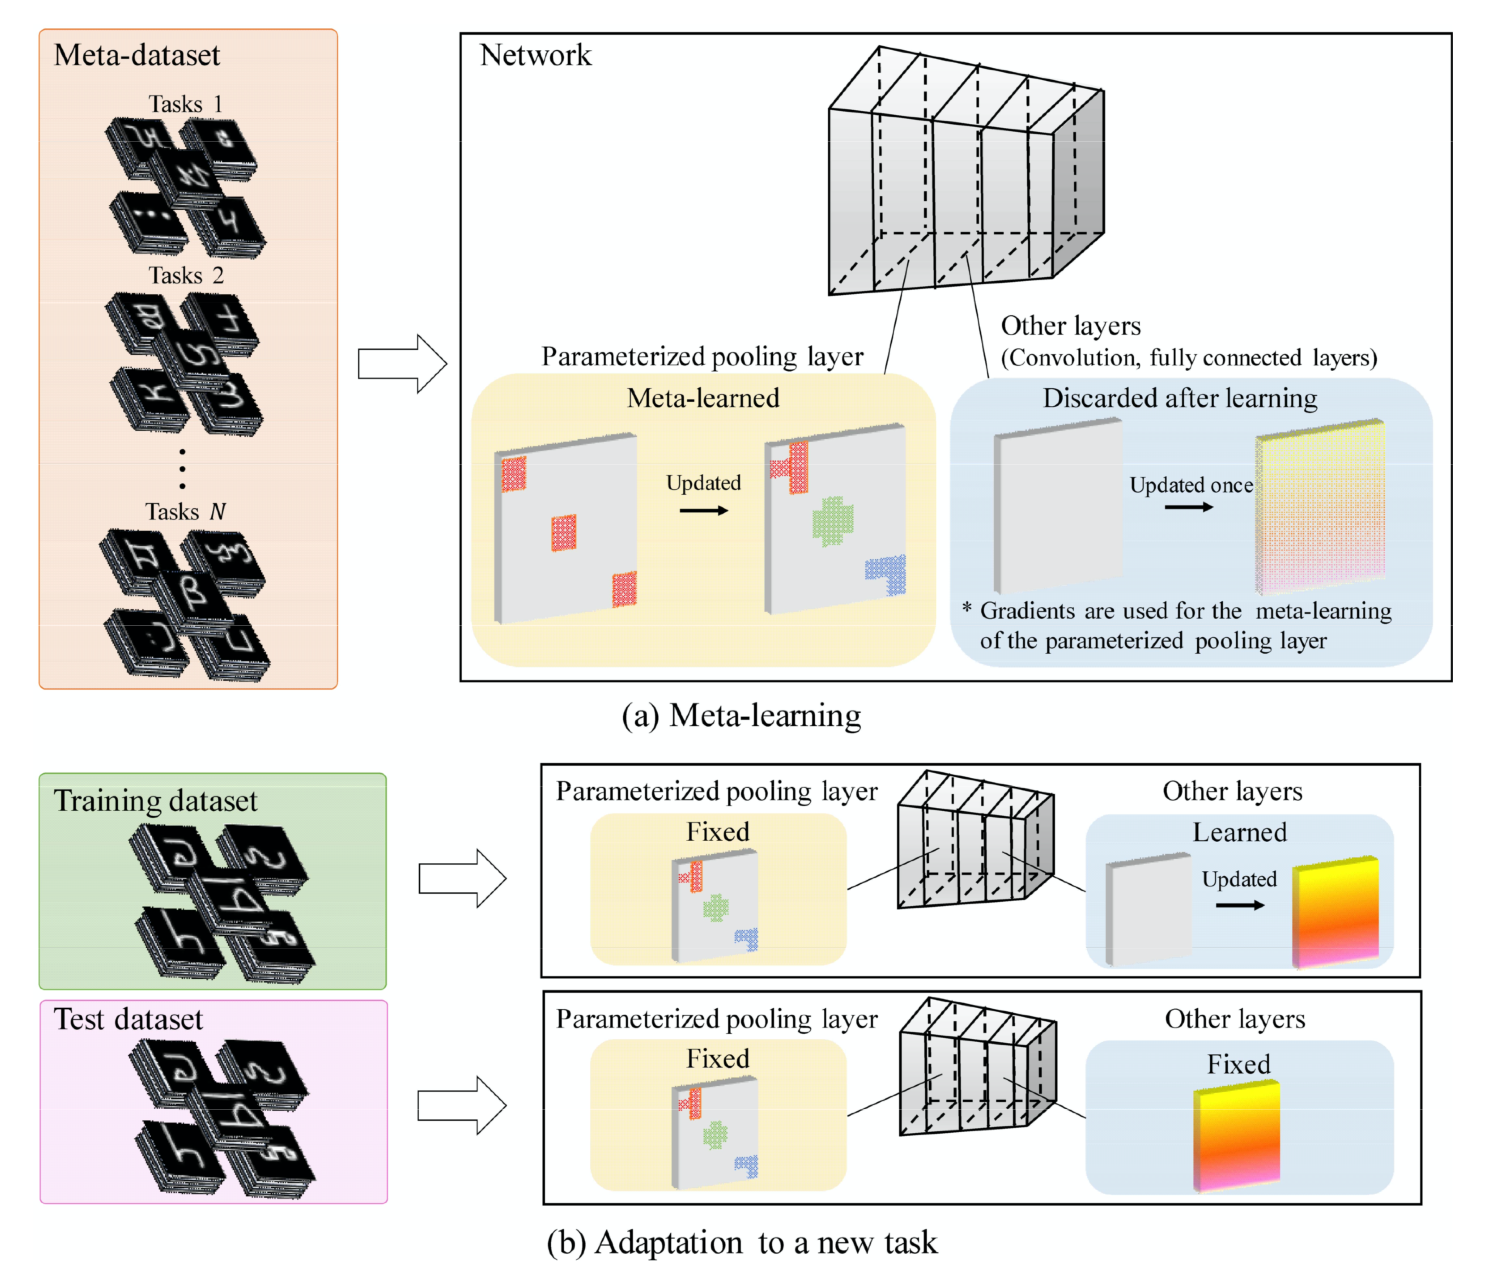 Meta-dataset
Tasks 1
Tasks 2
Tasks N
Network
Other layers
(Convolution, fully connected layers)
Parameterized pooling layer
Meta-learned
Updated
Discarded after learning
Updated once
* Gradients are used for the meta-learning
of the parameterized pooling layer
(a) Meta-learning
Training dataset
Parameterized pooling layer
Fixed
Other layers
Learned
Updated
Test dataset
Parameterized pooling layer
Fixed
Other layers
Fixed
(b) Adaptation to a new task